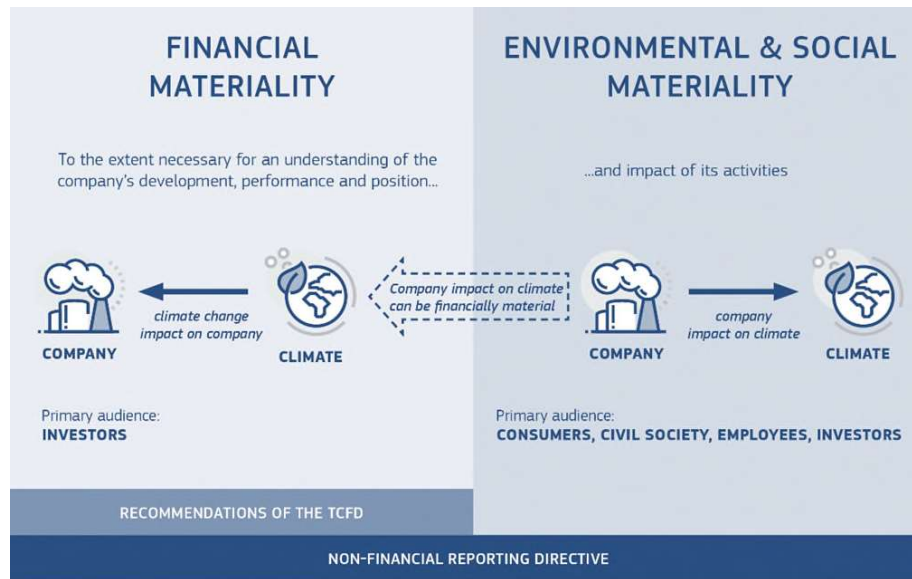 FINANCIAL
MATERIALITY
To the extent necessary for an understanding of the
company's development, performance and position...
COMPANY
climate change
impact on company
CLIMATE
Primary audience:
INVESTORS
RECOMMENDATIONS OF THE TCFD
Company impact on climate
can be financially material
ENVIRONMENTAL & SOCIAL
MATERIALITY
...and impact of its activities
COMPANY
company
impact on climate
CLIMATE
Primary audience:
CONSUMERS, CIVIL SOCIETY, EMPLOYEES, INVESTORS
NON-FINANCIAL REPORTING DIRECTIVE